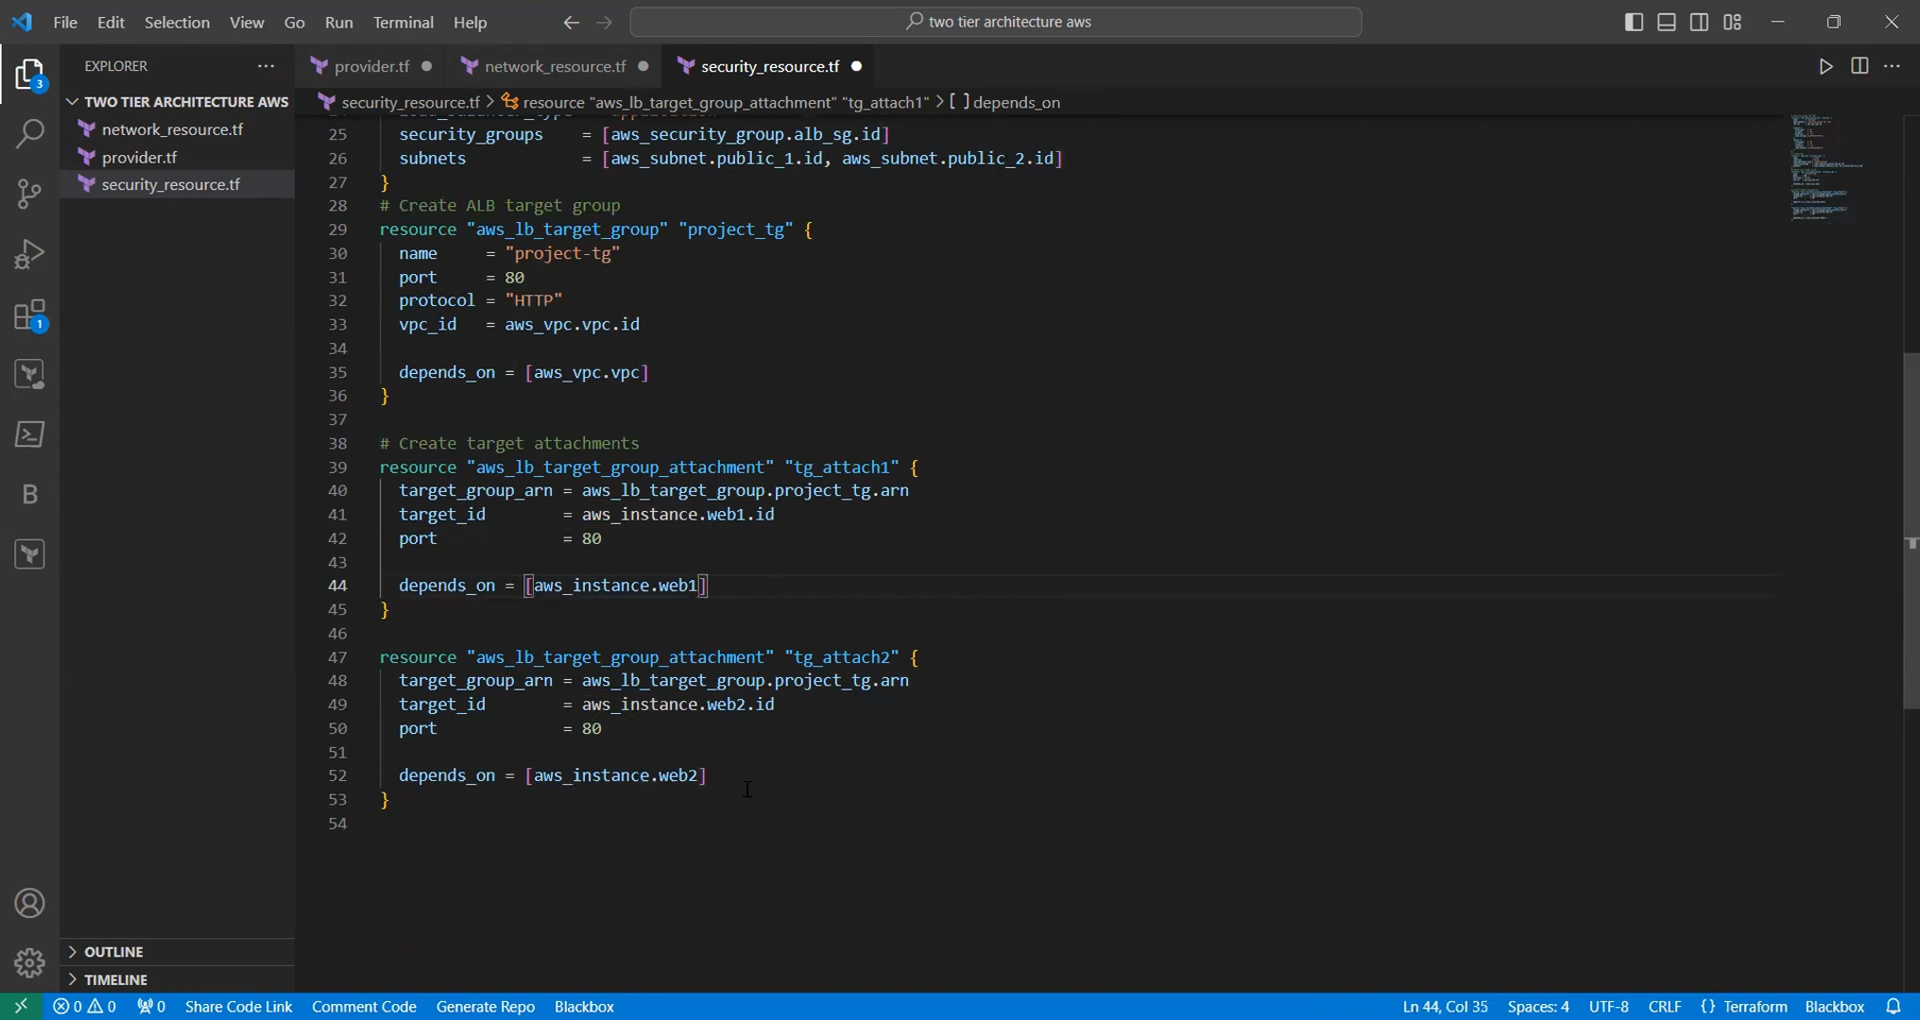 File Edit Selection View Go Run Terminal Help
two tier architecture aws
EXPLORER
provider.tf
network_resource.tf
security_resource.tf
TWO TIER ARCHITECTURE AWS
network_resource.tf
provider.tf
security_resource.tf
security_resource.tf > resource "aws_lb_target_group_attachment" "tg_attach1" > [ ] depends_on
25 security_groups = [aws_security_group.alb_sg.id]
26 subnets = [aws_subnet.public_1.id, aws_subnet.public_2.id]
27 }
28 # Create ALB target group
29 resource "aws_lb_target_group" "project_tg" {
30 name = "project-tg"
31 port = 80
32 protocol = "HTTP"
33 vpc_id = aws_vpc.vpc.id
34
35 depends_on = [aws_vpc.vpc]
36 }
37
38 # Create target attachments
39 resource "aws_lb_target_group_attachment" "tg_attach1" {
40 target_group_arn = aws_lb_target_group.project_tg.arn
41 target_id = aws_instance.web1.id
42 port = 80
43
44 depends_on = [aws_instance.web1]
45 }
46
47 resource "aws_lb_target_group_attachment" "tg_attach2" {
48 target_group_arn = aws_lb_target_group.project_tg.arn
49 target_id = aws_instance.web2.id
50 port = 80
51
52 depends_on = [aws_instance.web2]
53 }
54
3
1
B
OUTLINE
TIMELINE
0 0 0 Share Code Link Comment Code Generate Repo Blackbox
Ln 44, Col 35 Spaces: 4 UTF-8 CRLF {} Terraform Blackbox